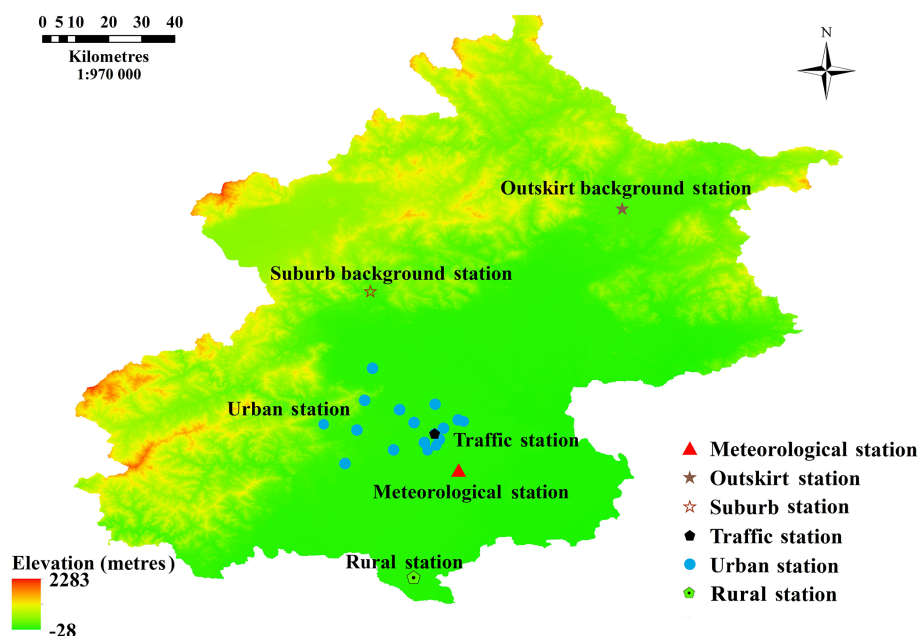 0 5 10 20 30 40
Kilometres
1:970 000
N
Outskirt background station
Suburb background station
Urban station
Traffic station
Meteorological station
Rural station
Meteorological station
Outskirt station
Suburb station
Traffic station
Urban station
Rural station
Elevation (metres)
2283
-28